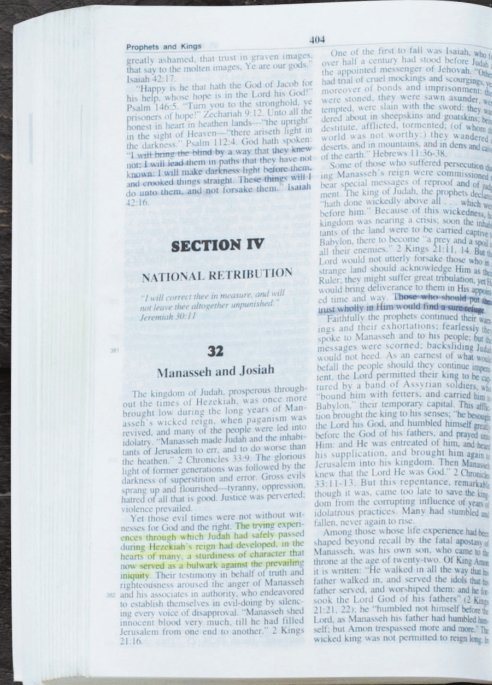 404
Prophets and Kings
greatly ashamed, that trust in graven images,
that say to the molten images, Ye are our gods."
Isaiah 42:17.
"Happy is he that hath the God of Jacob for
his help, whose hope is in the Lord his God!"
Psalm 146:5. "Turn you to the stronghold, ye
prisoners of hope!" Zechariah 9:12. Unto all the
honest in heart in heathen lands—"the upright"
in the sight of Heaven—"there ariseth light in
the darkness." Psalm 112:4. God hath spoken:
"I will bring the blind by a way that they knew
not; I will lead them in paths that they have not
known: I will make darkness light before them,
and crooked things straight. These things will I
do unto them, and not forsake them." Isaiah
42:16.
SECTION IV
NATIONAL RETRIBUTION
"I will correct thee in measure, and will
not leave thee altogether unpunished."
Jeremiah 30:11
381
32
Manasseh and Josiah
The kingdom of Judah, prosperous through-
out the times of Hezekiah, was once more
brought low during the long years of Man-
asseh's wicked reign, when paganism was
revived, and many of the people were led into
idolatry. "Manasseh made Judah and the inhabi-
tants of Jerusalem to err, and to do worse than
the heathen." 2 Chronicles 33:9. The glorious
light of former generations was followed by the
darkness of superstition and error. Gross evils
sprang up and flourished—tyranny, oppression,
hatred of all that is good. Justice was perverted;
violence prevailed.
Yet those evil times were not without wit-
nesses for God and the right. The trying experi-
ences through which Judah had safely passed
during Hezekiah's reign had developed, in the
hearts of many, a sturdiness of character that
now served as a bulwark against the prevailing
iniquity. Their testimony in behalf of truth and
righteousness aroused the anger of Manasseh
382 and his associates in authority, who endeavored
to establish themselves in evil-doing by silenc-
ing every voice of disapproval. "Manasseh shed
innocent blood very much, till he had filled
Jerusalem from one end to another." 2 Kings
21:16.
One of the first to fall was Isaiah, who
over half a century had stood before Judah
the appointed messenger of Jehovah.
had trial of cruel mockings and scourgings,
moreover of bonds and imprisonment:
were stoned, they were sawn asunder,
tempted, were slain with the sword: they
dered about in sheepskins and goatskins;
destitute, afflicted, tormented; (of whom
world was not worthy:) they wandered
deserts, and in mountains, and in dens and
of the earth." Hebrews 11:36-38.
Some of those who suffered persecution
ing Manasseh's reign were commissioned
bear special messages of reproof and of
ment. The king of Judah, the prophets
"hath done wickedly above all . . . which
before him." Because of this wickedness,
kingdom was nearing a crisis; soon the
tants of the land were to be carried captive
Babylon, there to become "a prey and a spoil
all their enemies." 2 Kings 21:11, 14. But
Lord would not utterly forsake those who
strange land should acknowledge Him as
Ruler; they might suffer great tribulation, yet
would bring deliverance to them in His
ed time and way. Those who should put
trust wholly in Him would find a sure
Faithfully the prophets continued their
ings and their exhortations; fearlessly
spoke to Manasseh and to his people; but
messages were scorned; backsliding Judah
would not heed. As an earnest of what would
befall the people should they continue
tent, the Lord permitted their king to be
tured by a band of Assyrian soldiers, who
"bound him with fetters, and carried him
Babylon," their temporary capital. This
tion brought the king to his senses; "he besought
the Lord his God, and humbled himself greatly
before the God of his fathers, and prayed
Him: and He was entreated of him, and heard
his supplication, and brought him again
Jerusalem into his kingdom. Then Manasseh
knew that the Lord He was God." 2 Chronicles
33:11-13. But this repentance,
though it was, came too late to save the
dom from the corrupting influence of years
idolatrous practices. Many had stumbled and
fallen, never again to rise.
Among those whose life experience had been
shaped beyond recall by the fatal apostasy
Manasseh, was his own son, who came to the
throne at the age of twenty-two. Of King Amon
it is written: "He walked in all the way that his
father walked in, and served the idols that his
father served, and worshiped them: and he
sook the Lord God of his fathers" (2 Kings
21:21, 22); he "humbled not himself before the
Lord, as Manasseh his father had humbled
self; but Amon trespassed more and more." The
wicked king was not permitted to reign long.